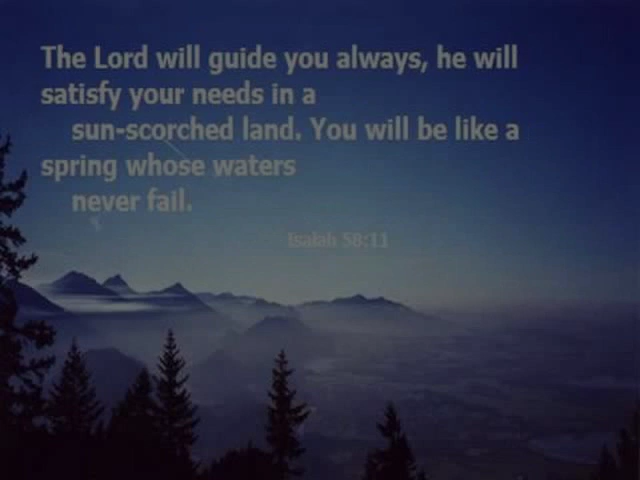 The Lord will guide you always, he will
satisfy your needs in a
sun-scorched land. You will be like a
spring whose waters
never fail.
Isaiah 58:11